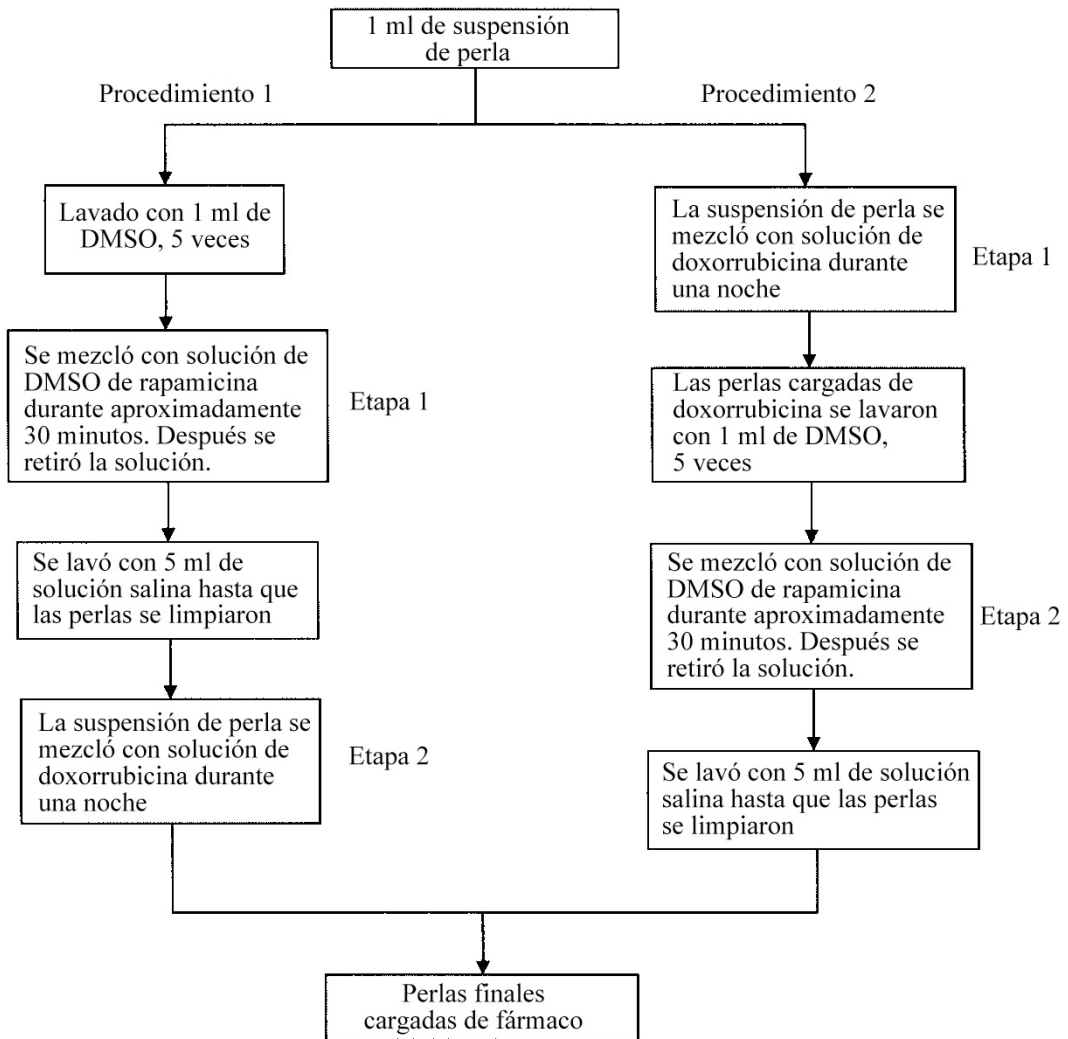 1 ml de suspensión
de perla
Procedimiento 1
Procedimiento 2
Lavado con 1 ml de
DMSO, 5 veces
Se mezcló con solución de
DMSO de rapamicina
durante aproximadamente
30 minutos. Después se
retiró la solución.
Etapa 1
Se lavó con 5 ml de
solución salina hasta que
las perlas se limpiaron
La suspensión de perla se
mezcló con solución de
doxorrubicina durante
una noche
Etapa 2
La suspensión de perla se
mezcló con solución de
doxorrubicina durante
una noche
Etapa 1
Las perlas cargadas de
doxorrubicina se lavaron
con 1 ml de DMSO,
5 veces
Se mezcló con solución de
DMSO de rapamicina
durante aproximadamente
30 minutos. Después se
retiró la solución.
Etapa 2
Se lavó con 5 ml de solución
salina hasta que las perlas
se limpiaron
Perlas finales
cargadas de fármaco